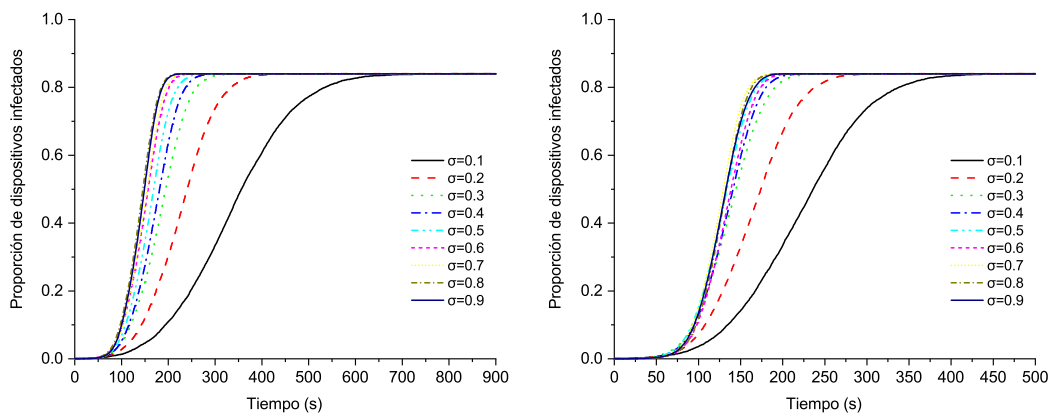 Proporción de dispositivos infectados
1.0
0.8
0.6
0.4
0.2
0.0
σ=0.1
σ=0.2
σ=0.3
σ=0.4
σ=0.5
σ=0.6
σ=0.7
σ=0.8
σ=0.9
0 100 200 300 400 500 600 700 800 900
Tiempo (s)
Proporción de dispositivos infectados
1.0
0.8
0.6
0.4
0.2
0.0
σ=0.1
σ=0.2
σ=0.3
σ=0.4
σ=0.5
σ=0.6
σ=0.7
σ=0.8
σ=0.9
0 50 100 150 200 250 300 350 400 450 500
Tiempo (s)